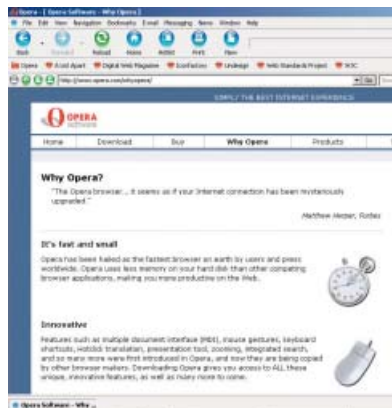 Opera - [Opera Software - Why Opera]
File Edit View Navigation Bookmarks E-mail Messaging News Window Help
Back Forward Reload Home Hotlist Print New
Opera A List Apart Digital Web Magazine Iconfactory Web Standards Project W3C
http://www.opera.com/whyopera/
SIMPLY THE BEST INTERNET EXPERIENCE
OPERA
software
Home Download Buy Why Opera Products
Why Opera?
"The Opera browser... it seems as if your Internet connection has been mysteriously
upgraded."
Matthew Herper, Forbes
It's fast and small
Opera has been hailed as the fastest browser on earth by users and press
worldwide. Opera uses less memory on your hard disk than other competing
browser applications, making you more productive on the Web.
Innovative
Features such as multiple document interface (MDI), mouse gestures, keyboard
shortcuts, Hotclick translation, presentation tool, zooming, integrated search,
and so many more were first introduced in Opera, and now they are being copied
by other browser makers. Downloading Opera gives you access to ALL these
unique, innovative features, as well as many more to come.
Opera Software - Why ...